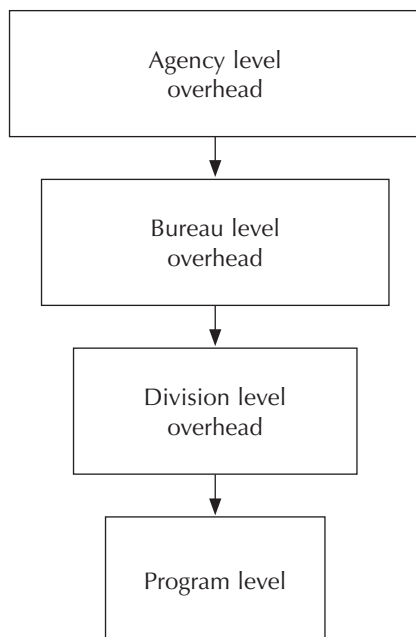 Agency level
overhead
Bureau level
overhead
Division level
overhead
Program level